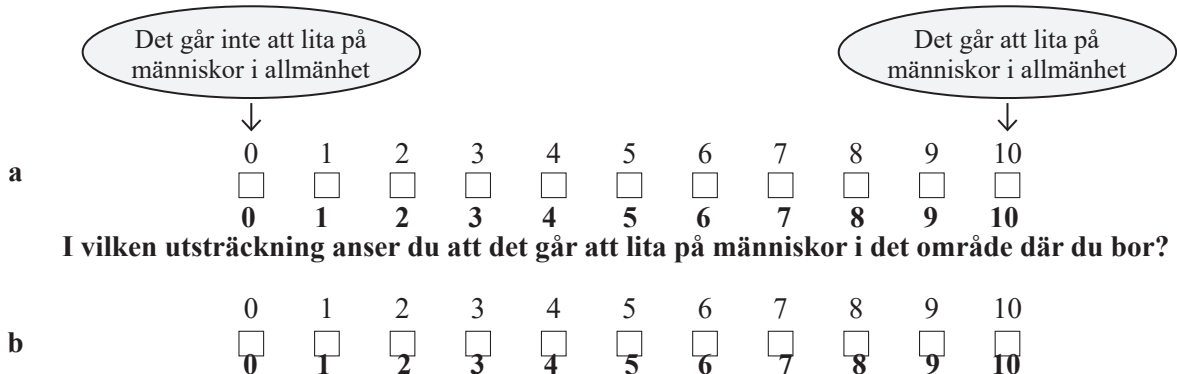 Det går inte att lita på
människor i allmänhet
Det går att lita på
människor i allmänhet
0 1 2 3 4 5 6 7 8 9 10
a
0 1 2 3 4 5 6 7 8 9 10
I vilken utsträckning anser du att det går att lita på människor i det område där du bor?
0 1 2 3 4 5 6 7 8 9 10
b
0 1 2 3 4 5 6 7 8 9 10